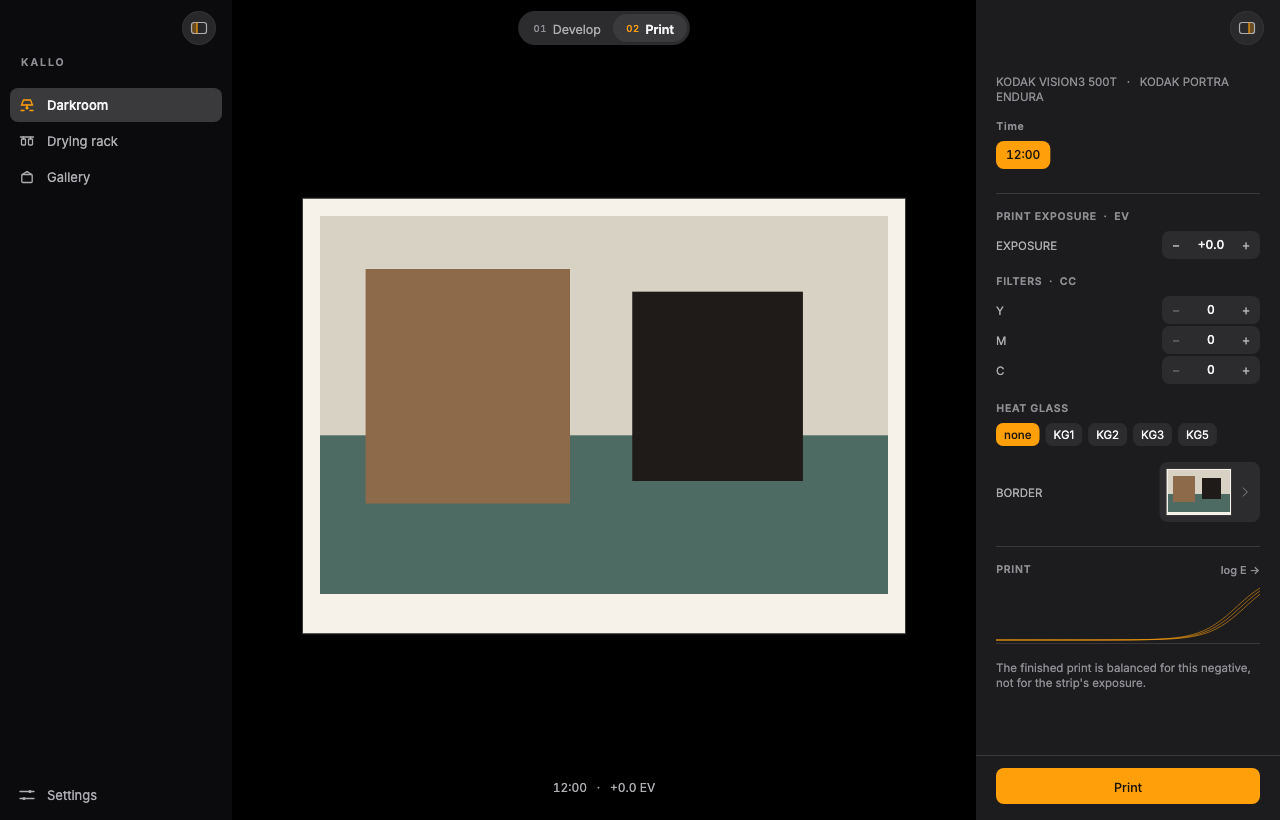 01 Develop 02 Print
KALLO
Darkroom
Drying rack
Gallery
Settings
12:00 · +0.0 EV
KODAK VISION3 500T · KODAK PORTRA
ENDURA
Time
12:00
PRINT EXPOSURE · EV
EXPOSURE − +0.0 +
FILTERS · CC
Y − 0 +
M − 0 +
C − 0 +
HEAT GLASS
none KG1 KG2 KG3 KG5
BORDER
PRINT log E →
The finished print is balanced for this negative,
not for the strip's exposure.
Print